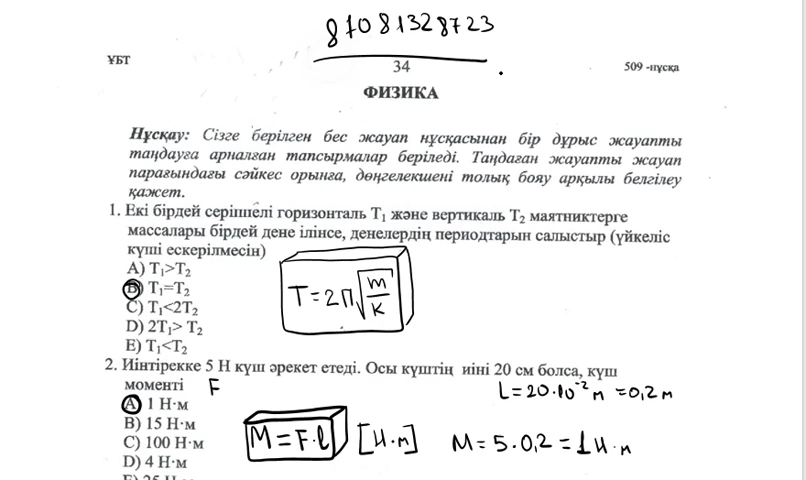 87081328723
ҰБТ
34
509 -нұсқа
ФИЗИКА
Нұсқау: Сізге берілген бес жауап нұсқасынан бір дұрыс жауапты
таңдауға арналған тапсырмалар беріледі. Таңдаған жауапты жауап
парағындағы сәйкес орынға, дөңгелекшені толық бояу арқылы белгілеу
қажет.
1. Екі бірдей серіппелі горизонталь T₁ және вертикаль T₂ маятниктерге
массалары бірдей дене ілінсе, денелердің периодтарын салыстыр (үйкеліс
күші ескерілмесін)
A) T₁>T₂
B) T₁=T₂
C) T₁<2T₂
D) 2T₁> T₂
E) T₁<T₂
T=2П√m/к
2. Иінтірекке 5 Н күш әрекет етеді. Осы күштің иіні 20 см болса, күш
моменті F
L=20·10⁻² м =0,2 м
A) 1 Н·м
B) 15 Н·м
C) 100 Н·м
D) 4 Н·м
M=F·l [Н·м] M=5·0,2=1Н·м
E) 25 Н·м